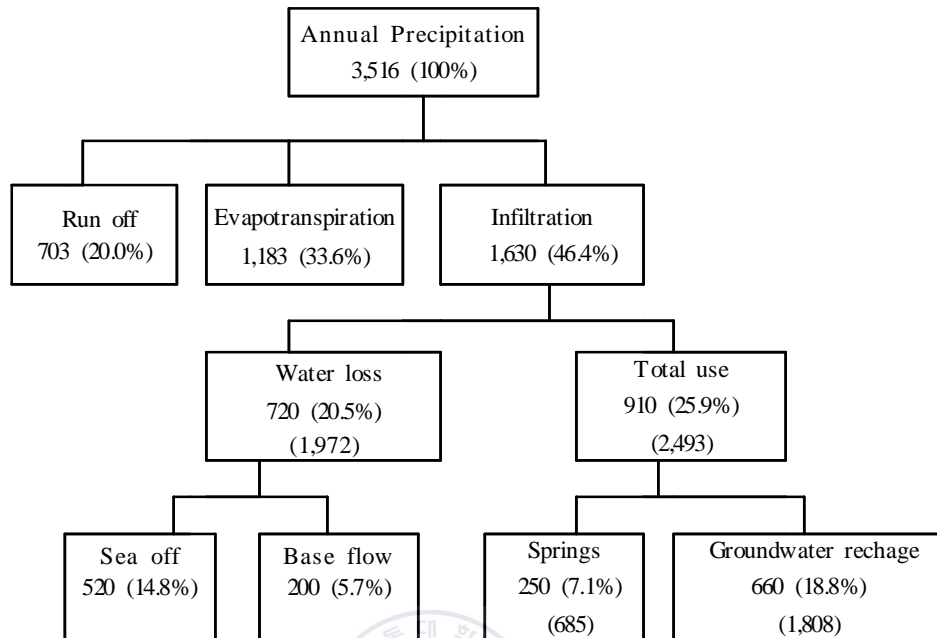 Annual Precipitation
3,516 (100%)
Run off
703 (20.0%)
Evapotranspiration
1,183 (33.6%)
Infiltration
1,630 (46.4%)
Water loss
720 (20.5%)
(1,972)
Total use
910 (25.9%)
(2,493)
Sea off
520 (14.8%)
Base flow
200 (5.7%)
Springs
250 (7.1%)
(685)
Groundwater rechage
660 (18.8%)
(1,808)